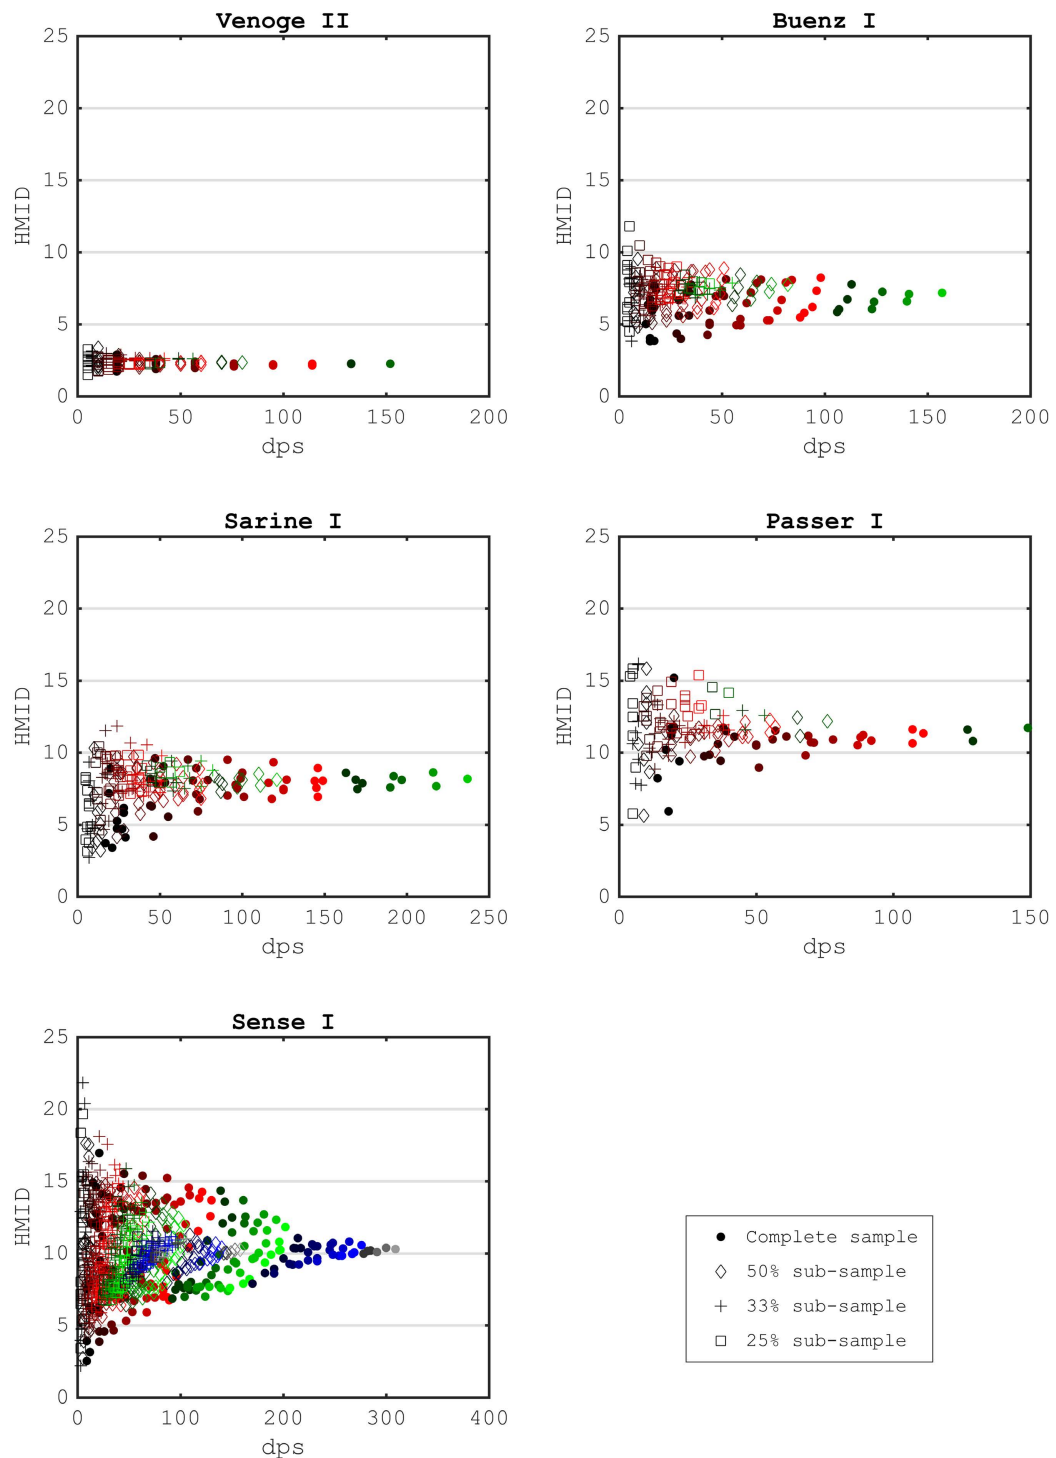 Venoge II
25
20
15
10
5
0
HMID
0 50 100 150 200
dps
Buenz I
25
20
15
10
5
0
HMID
0 50 100 150 200
dps
Sarine I
25
20
15
10
5
0
HMID
0 50 100 150 200 250
dps
Passer I
25
20
15
10
5
0
HMID
0 50 100 150
dps
Sense I
25
20
15
10
5
0
HMID
0 100 200 300 400
dps
Complete sample
50% sub-sample
33% sub-sample
25% sub-sample